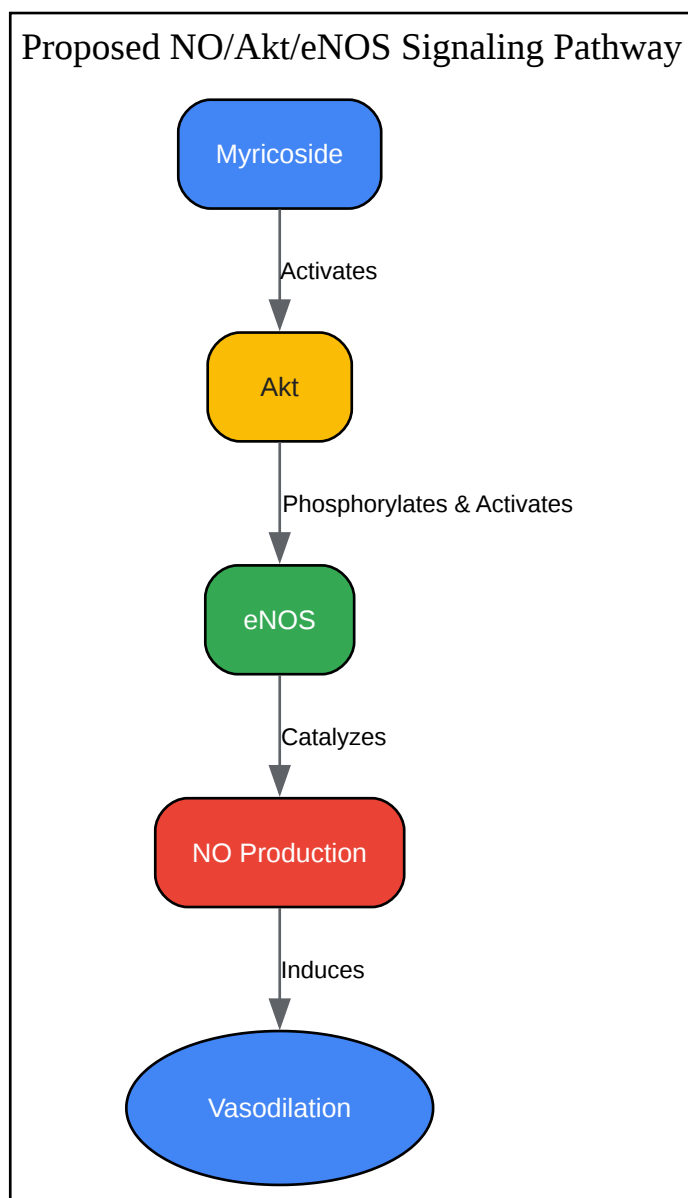 Proposed NO/Akt/eNOS Signaling Pathway
Myricoside
Activates
Akt
Phosphorylates & Activates
eNOS
Catalyzes
NO Production
Induces
Vasodilation